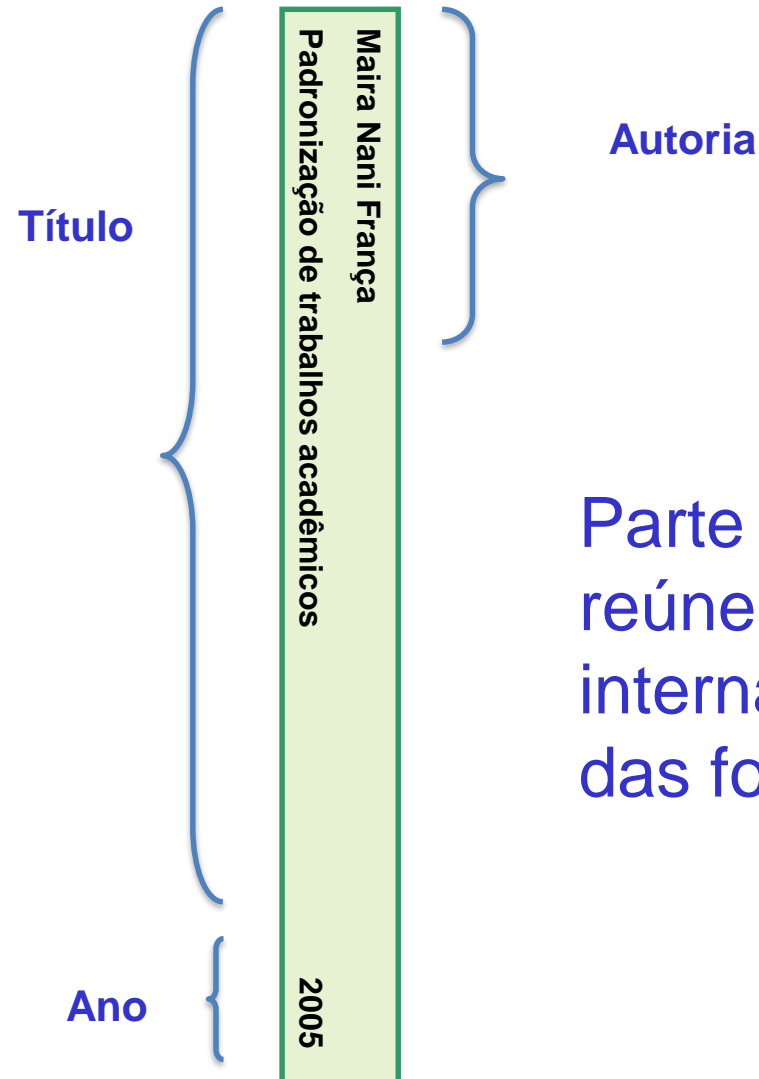 Título
Maira Nani França
Padronização de trabalhos acadêmicos
2005
Autoria
Ano
Parte
reúne
interna
das fo